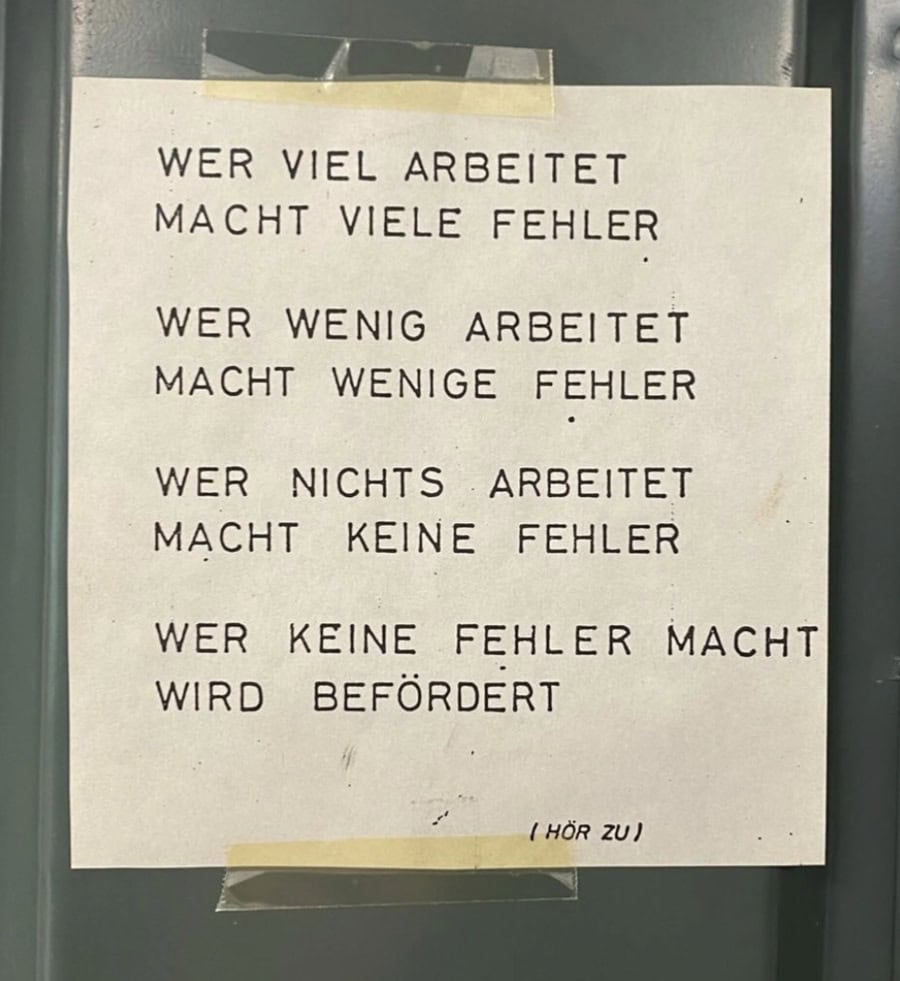 WER VIEL ARBEITET
MACHT VIELE FEHLER
WER WENIG ARBEITET
MACHT WENIGE FEHLER
WER NICHTS ARBEITET
MACHT KEINE FEHLER
WER KEINE FEHLER MACHT
WIRD BEFÖRDERT
(HÖR ZU)